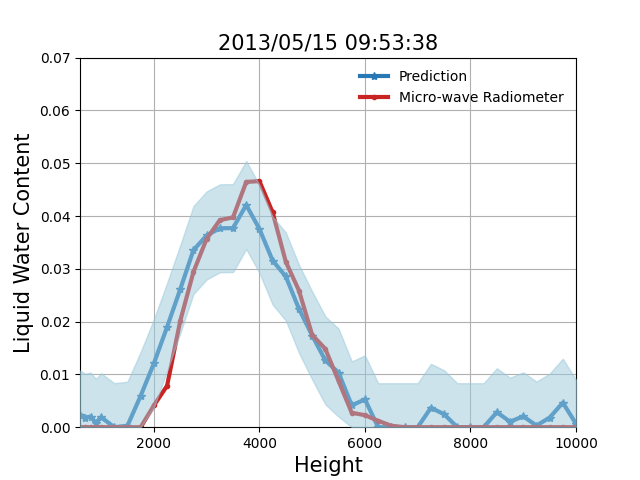 2013/05/15 09:53:38
Prediction
Micro-wave Radiometer
Liquid Water Content
0.07
0.06
0.05
0.04
0.03
0.02
0.01
0.00
2000 4000 6000 8000 10000
Height